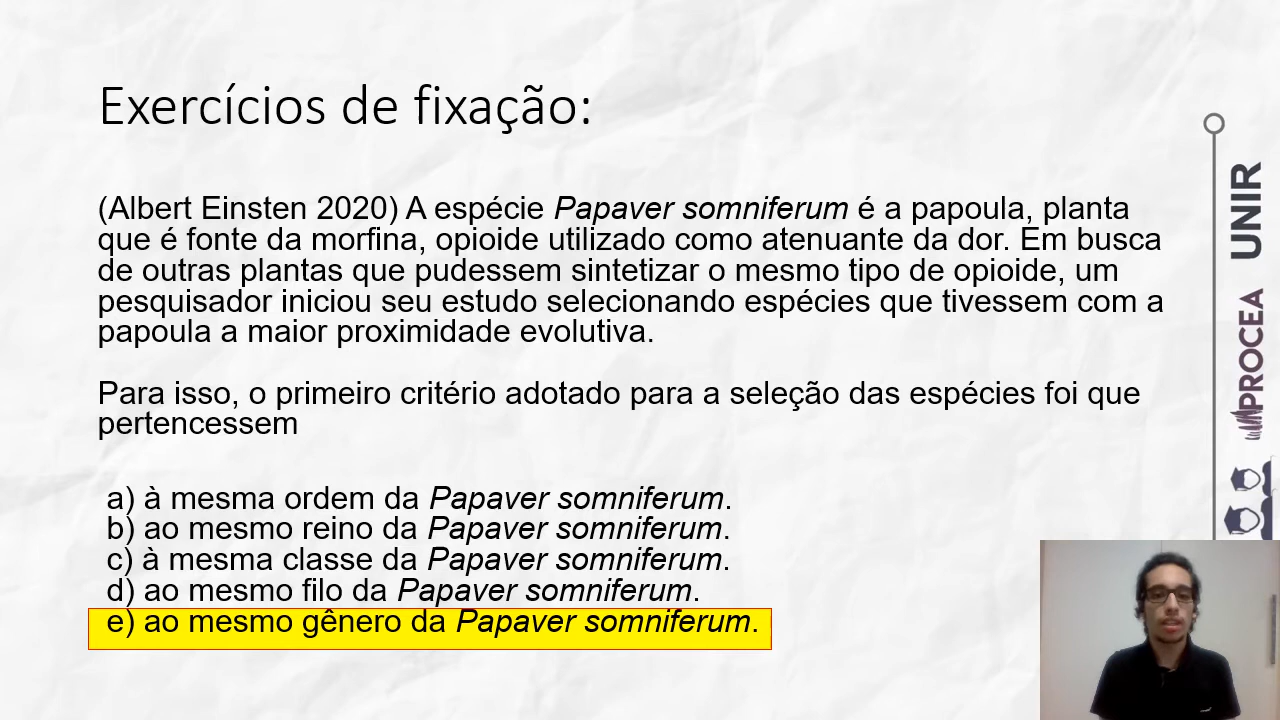 Exercícios de fixação:
(Albert Einsten 2020) A espécie Papaver somniferum é a papoula, planta
que é fonte da morfina, opioide utilizado como atenuante da dor. Em busca
de outras plantas que pudessem sintetizar o mesmo tipo de opioide, um
pesquisador iniciou seu estudo selecionando espécies que tivessem com a
papoula a maior proximidade evolutiva.
Para isso, o primeiro critério adotado para a seleção das espécies foi que
pertencessem
a) à mesma ordem da Papaver somniferum.
b) ao mesmo reino da Papaver somniferum.
c) à mesma classe da Papaver somniferum.
d) ao mesmo filo da Papaver somniferum.
e) ao mesmo gênero da Papaver somniferum.
UNIR
PROCEA